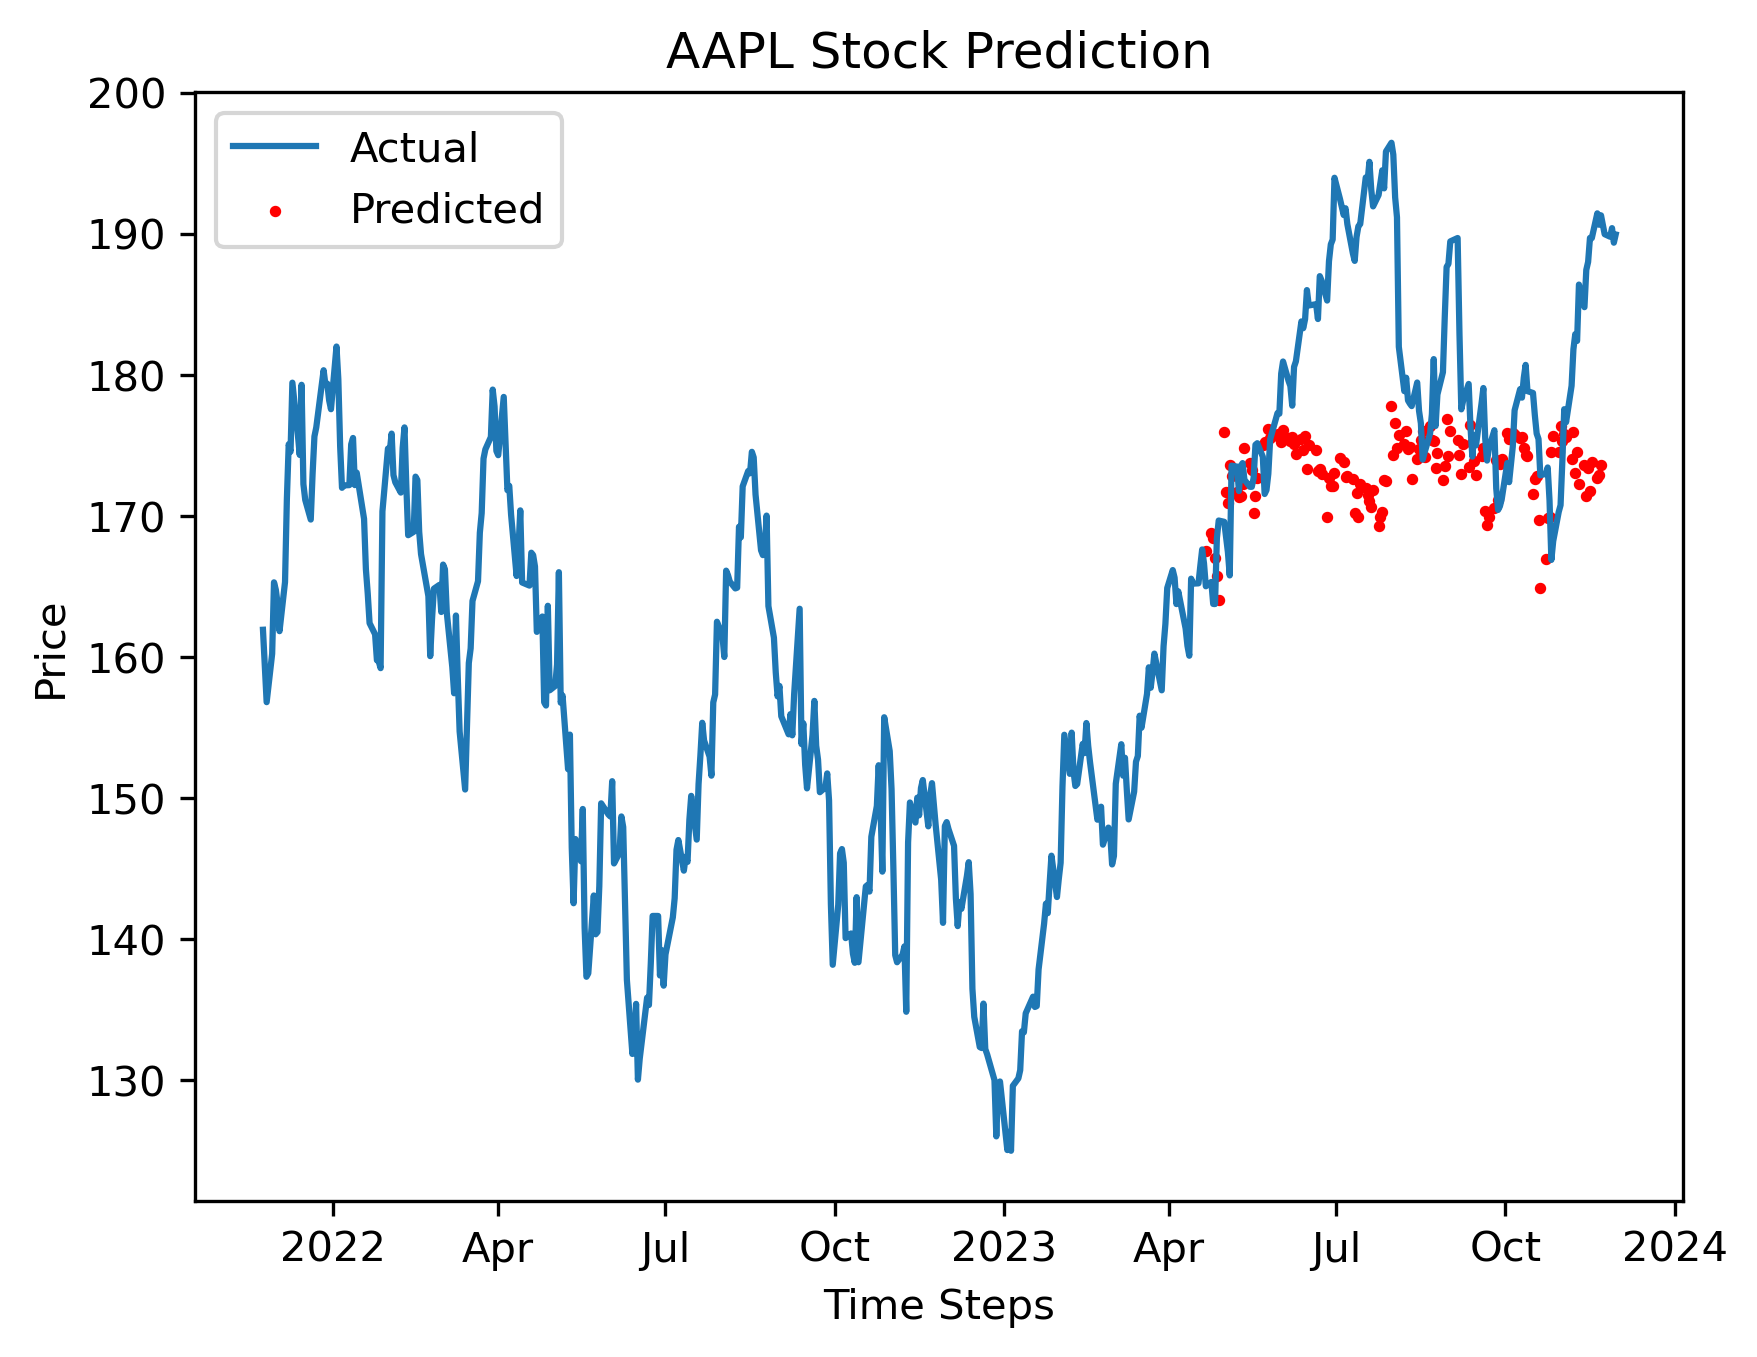 AAPL Stock Prediction
200
190
180
170
160
150
140
130
Price
Actual
Predicted
2022 Apr Jul Oct 2023 Apr Jul Oct 2024
Time Steps